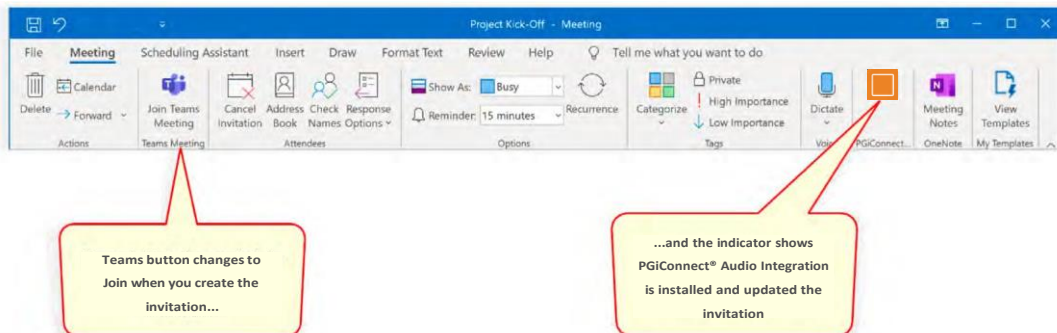 Project Kick-Off - Meeting
File Meeting Scheduling Assistant Insert Draw Format Text Review Help Tell me what you want to do
Delete
Calendar
Forward
Actions
Join Teams
Meeting
Teams Meeting
Cancel
Invitation
Address
Book
Check
Names
Response
Options
Attendees
Show As: Busy
Reminder: 15 minutes
Recurrence
Options
Categorize
Private
High Importance
Low Importance
Tags
Dictate
PGiConnect...
Meeting
Notes
OneNote
View
Templates
My Templates
Teams button changes to
Join when you create the
invitation...
...and the indicator shows
PGiConnect® Audio Integration
is installed and updated the
invitation